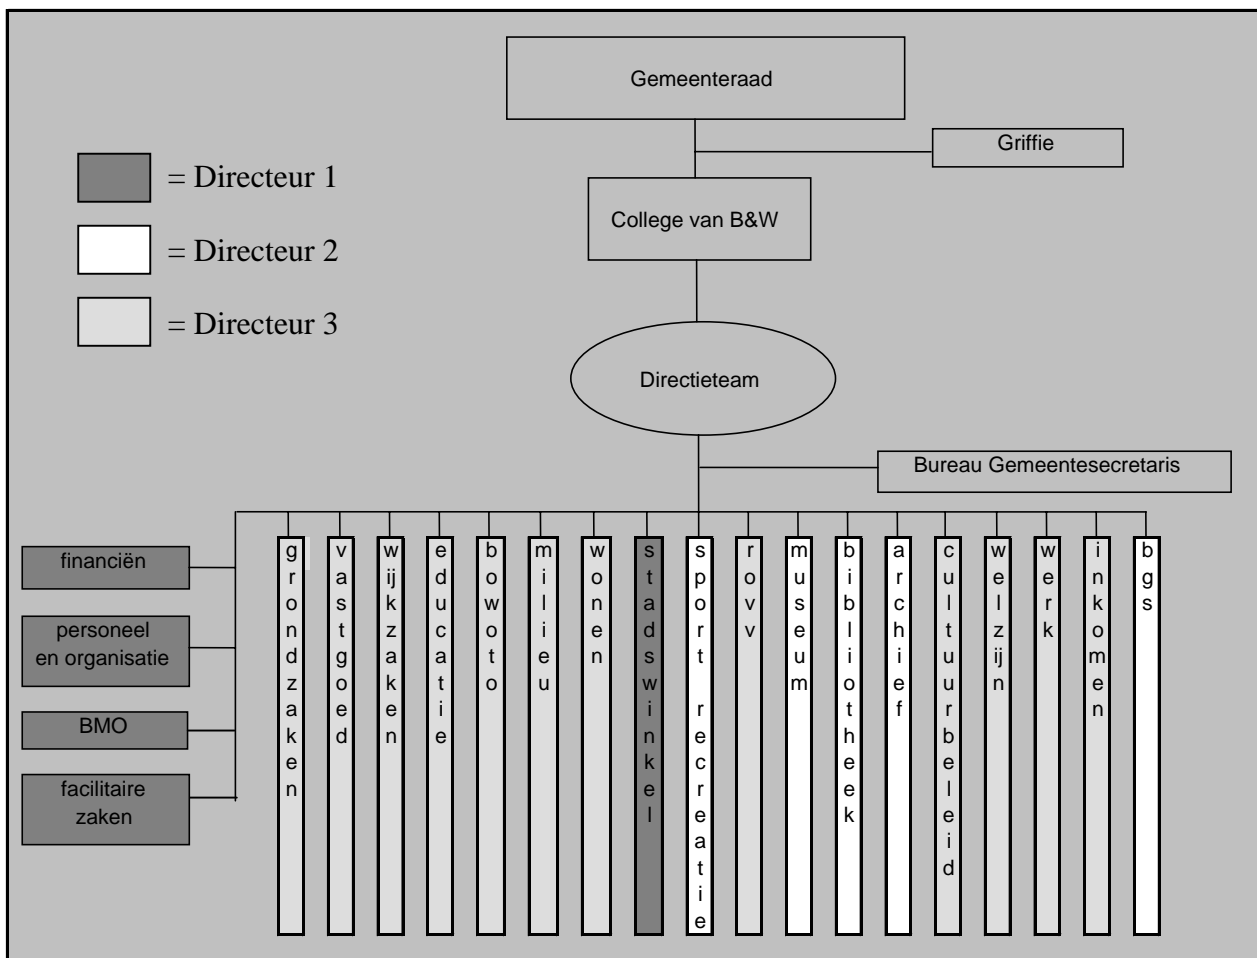 Gemeenteraad
Griffie
= Directeur 1
College van B&W
= Directeur 2
= Directeur 3
Directieteam
Bureau Gemeentesecretaris
financiën
personeel
en organisatie
BMO
facilitaire
zaken
grondzaken
vastgoed
wijkzaken
educatie
bowoto
milieu
wonen
stadswinkel
sport recreatie
rovv
museum
bibliotheek
archief
cultuurbeleid
welzijn
werk
inkomen
bgs